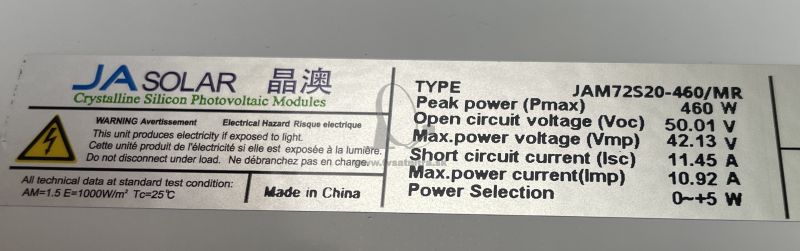 JA SOLAR 晶澳
Crystalline Silicon Photovoltaic Modules
WARNING Avertissement Electrical Hazard Risque electrique
This unit produces electricity if exposed to light.
Cette unité produit de l'électricité si elle est exposée à la lumière.
Do not disconnect under load. Ne débranchez pas en charge.
All technical data at standard test condition:
AM=1.5 E=1000W/m² Tc=25℃
Made in China
TYPE JAM72S20-460/MR
Peak power (Pmax) 460 W
Open circuit voltage (Voc) 50.01 V
Max.power voltage (Vmp) 42.13 V
Short circuit current (Isc) 11.45 A
Max.power current(Imp) 10.92 A
Power Selection 0~+5 W